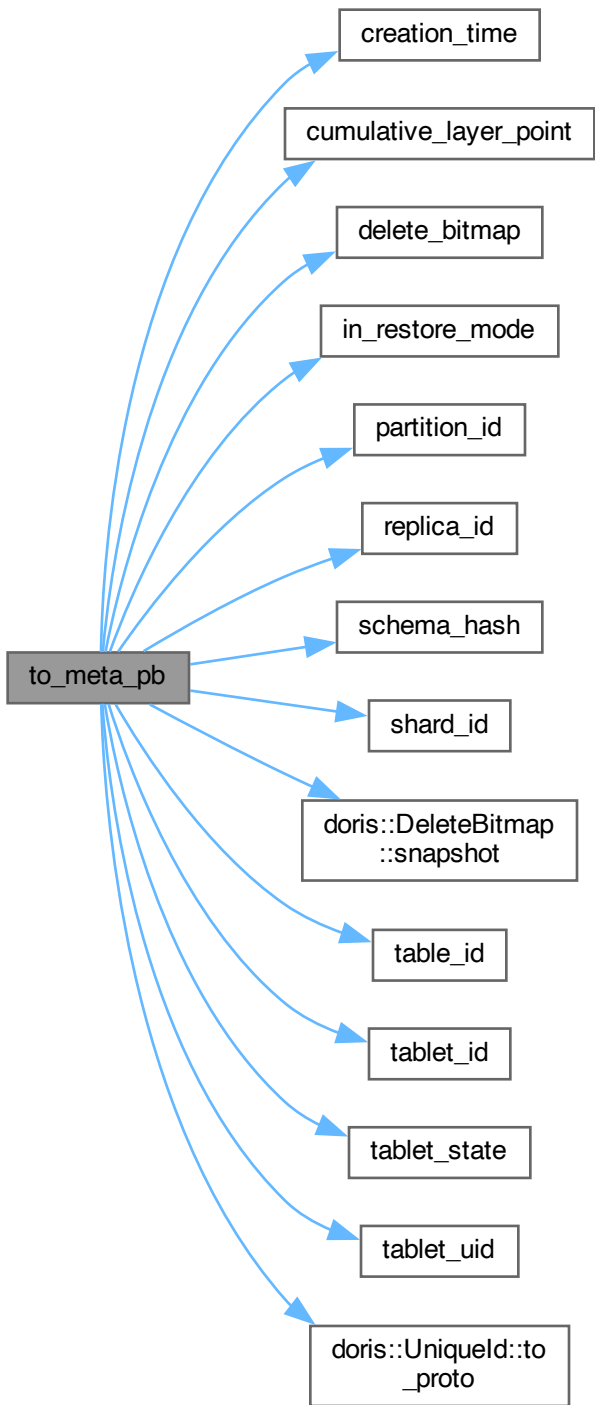 creation_time
cumulative_layer_point
delete_bitmap
in_restore_mode
partition_id
replica_id
schema_hash
to_meta_pb
shard_id
doris::DeleteBitmap
::snapshot
table_id
tablet_id
tablet_state
tablet_uid
doris::UniqueId::to
_proto